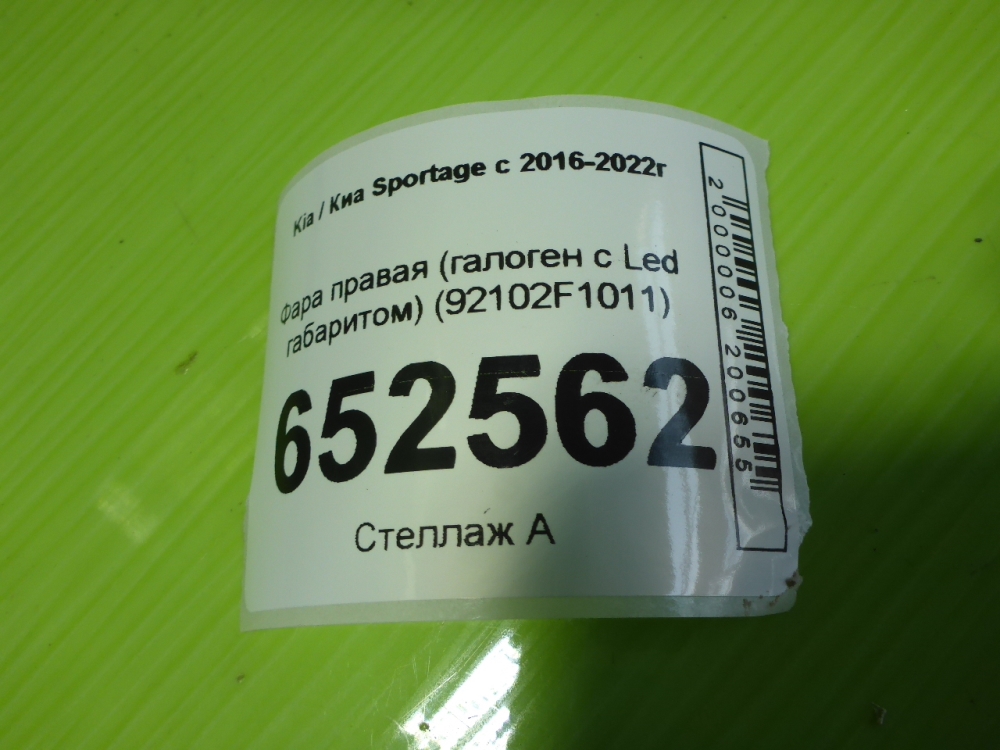 Kia / Киа Sportage с 2016-2022г
Фара правая (галоген с Led
габаритом) (92102F1011)
652562
Стеллаж А
2000006200655